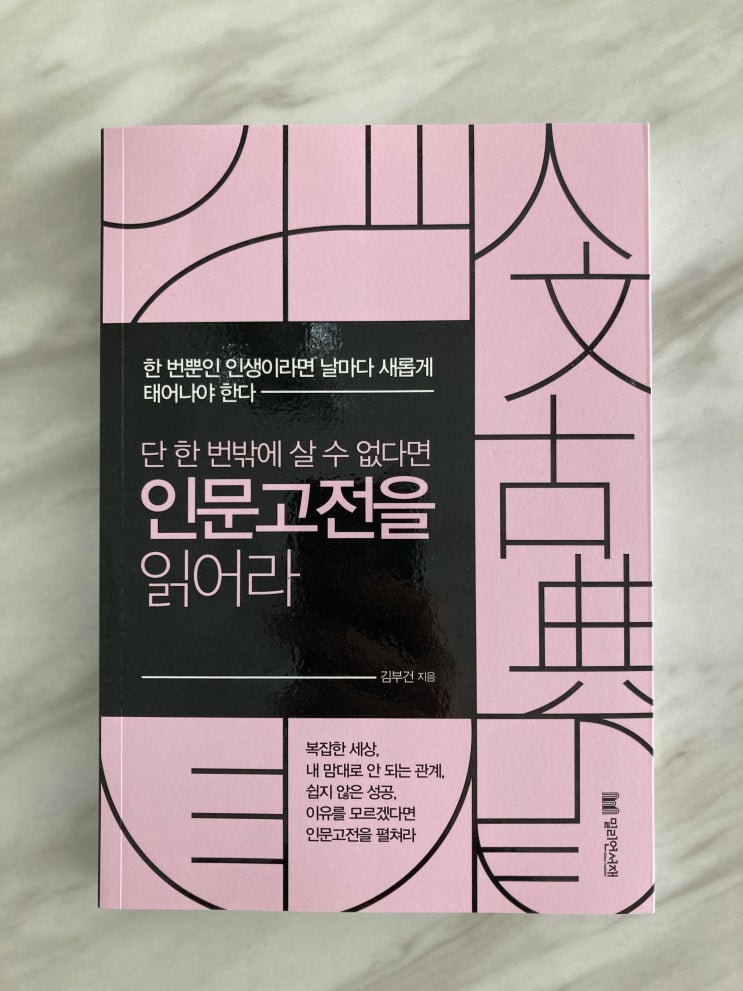 한 번뿐인 인생이라면 날마다 새롭게
태어나야 한다
단 한 번밖에 살 수 없다면
인문고전을
읽어라
김부건 지음
人文古典
복잡한 세상,
내 맘대로 안 되는 관계,
쉽지 않은 성공,
이유를 모르겠다면
인문고전을 펼쳐라
밀리언서재